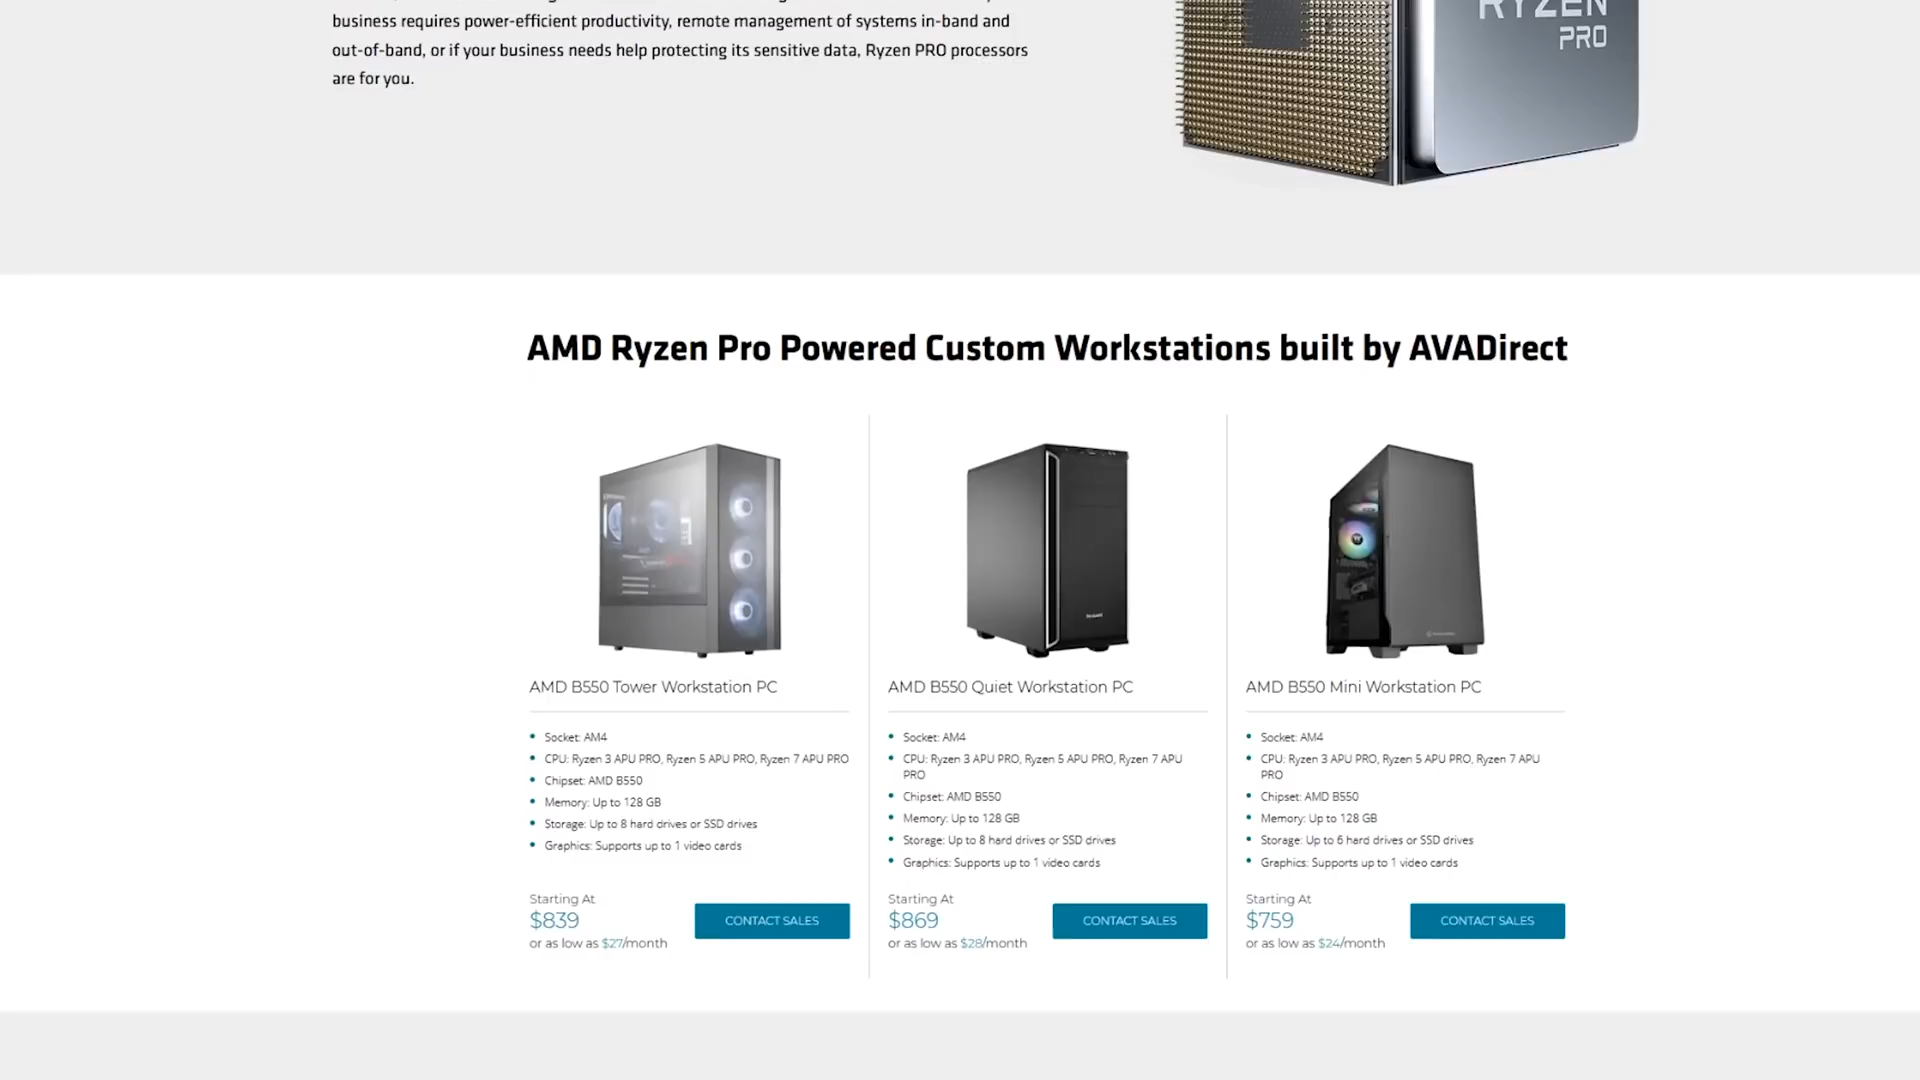 business requires power-efficient productivity, remote management of systems in-band and
out-of-band, or if your business needs help protecting its sensitive data, Ryzen PRO processors
are for you.
RYZEN
PRO
AMD Ryzen Pro Powered Custom Workstations built by AVADirect
AMD B550 Tower Workstation PC
• Socket: AM4
• CPU: Ryzen 3 APU PRO, Ryzen 5 APU PRO, Ryzen 7 APU PRO
• Chipset: AMD B550
• Memory: Up to 128 GB
• Storage: Up to 8 hard drives or SSD drives
• Graphics: Supports up to 1 video cards
Starting At
$839
or as low as $27/month
CONTACT SALES
AMD B550 Quiet Workstation PC
• Socket: AM4
• CPU: Ryzen 3 APU PRO, Ryzen 5 APU PRO, Ryzen 7 APU
PRO
• Chipset: AMD B550
• Memory: Up to 128 GB
• Storage: Up to 8 hard drives or SSD drives
• Graphics: Supports up to 1 video cards
Starting At
$869
or as low as $28/month
CONTACT SALES
AMD B550 Mini Workstation PC
• Socket: AM4
• CPU: Ryzen 3 APU PRO, Ryzen 5 APU PRO, Ryzen 7 APU
PRO
• Chipset: AMD B550
• Memory: Up to 128 GB
• Storage: Up to 6 hard drives or SSD drives
• Graphics: Supports up to 1 video cards
Starting At
$759
or as low as $24/month
CONTACT SALES